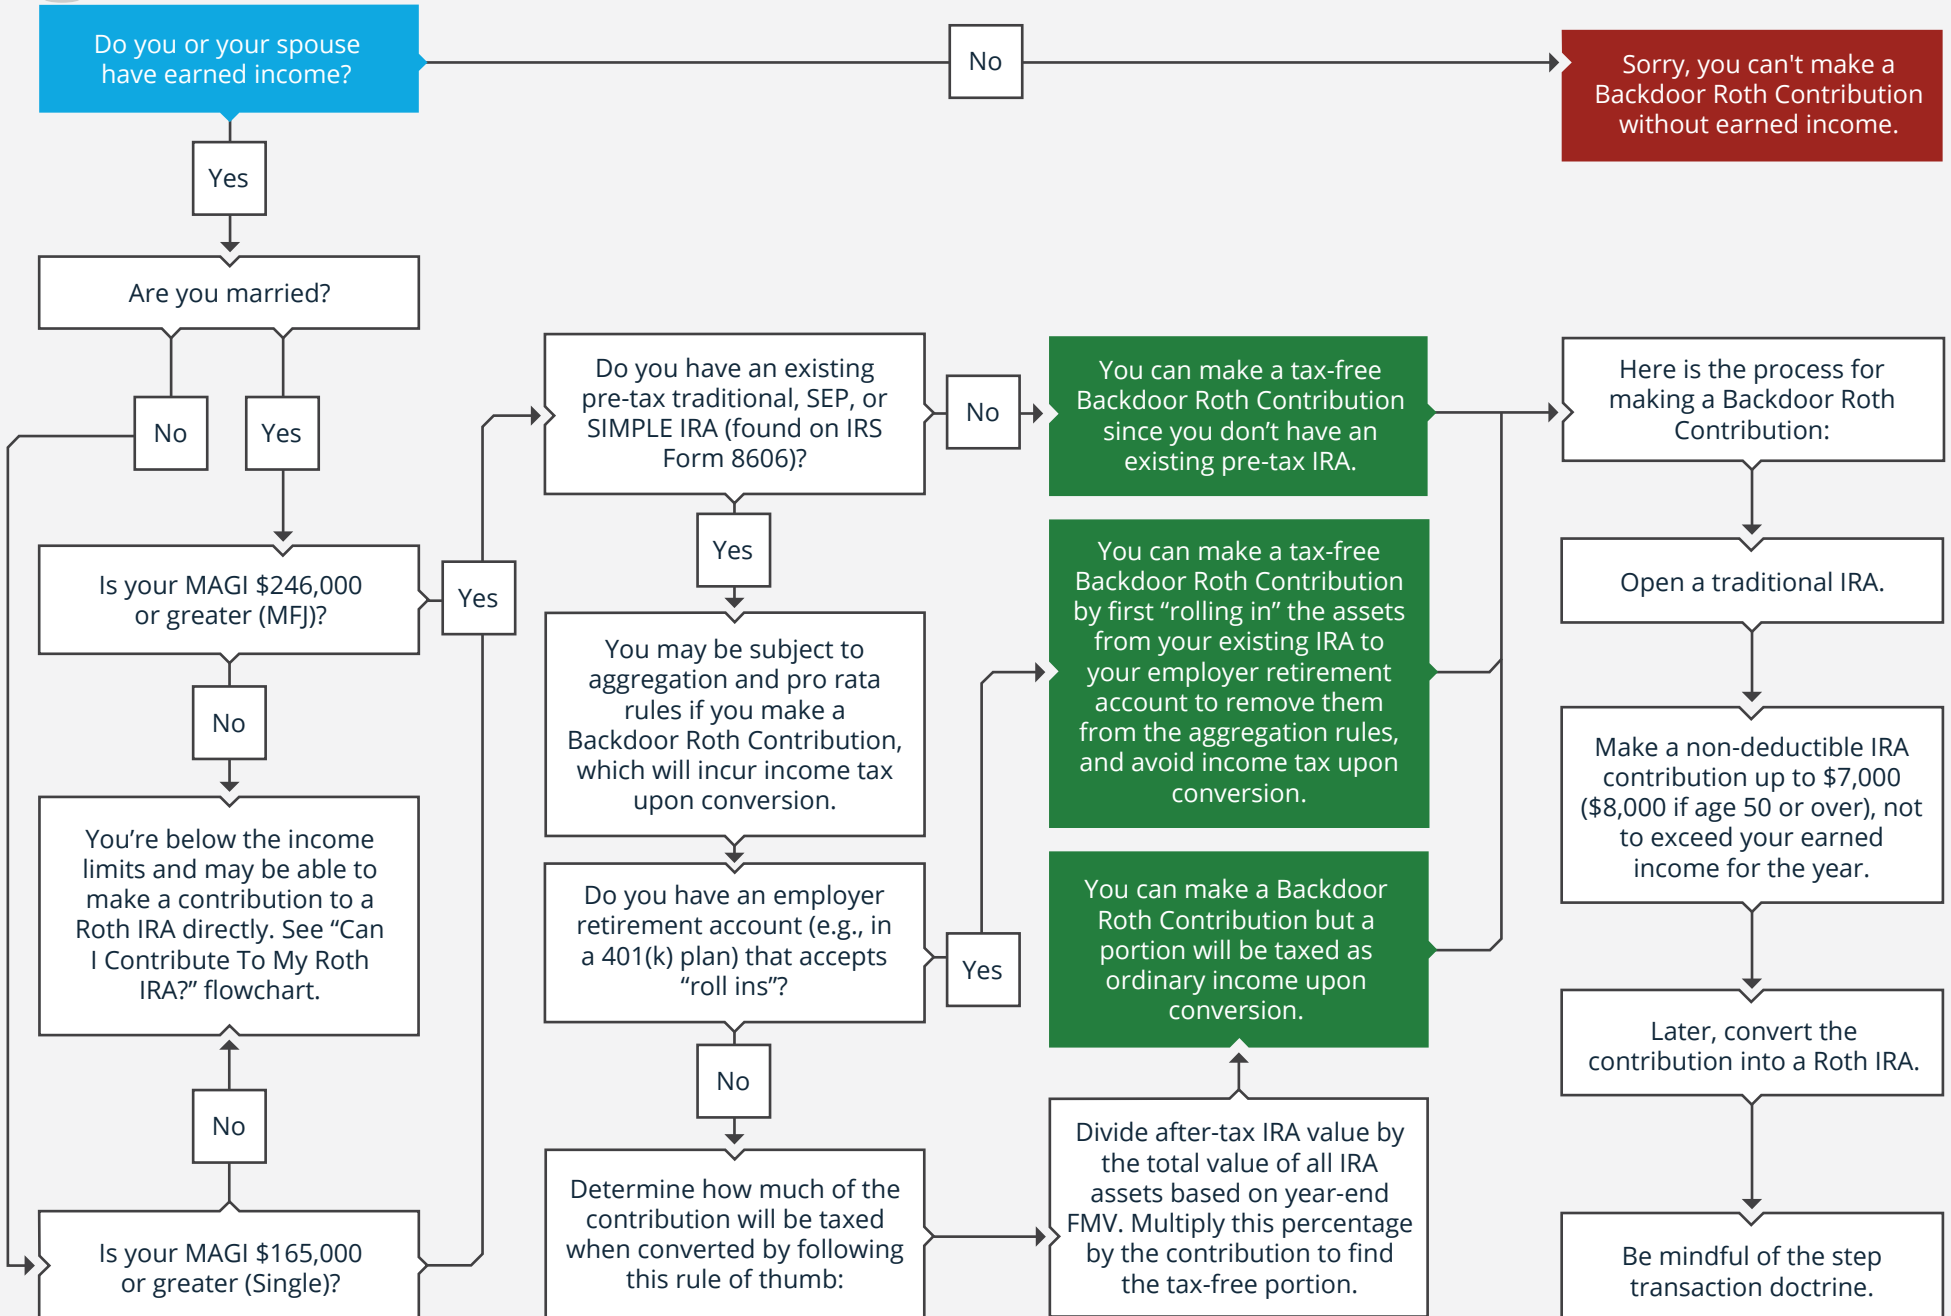 Do you or your spouse
have earned income?
No
Sorry, you can't make a
Backdoor Roth Contribution
without earned income.
Yes
Are you married?
No
Yes
Is your MAGI $246,000
or greater (MFJ)?
Yes
No
You’re below the income
limits and may be able to
make a contribution to a
Roth IRA directly. See “Can
I Contribute To My Roth
IRA?” flowchart.
No
Is your MAGI $165,000
or greater (Single)?
Do you have an existing
pre-tax traditional, SEP, or
SIMPLE IRA (found on IRS
Form 8606)?
No
Yes
You may be subject to
aggregation and pro rata
rules if you make a
Backdoor Roth Contribution,
which will incur income tax
upon conversion.
Do you have an employer
retirement account (e.g., in
a 401(k) plan) that accepts
“roll ins”?
Yes
No
Determine how much of the
contribution will be taxed
when converted by following
this rule of thumb:
You can make a tax-free
Backdoor Roth Contribution
since you don’t have an
existing pre-tax IRA.
You can make a tax-free
Backdoor Roth Contribution
by first “rolling in” the assets
from your existing IRA to
your employer retirement
account to remove them
from the aggregation rules,
and avoid income tax upon
conversion.
You can make a Backdoor
Roth Contribution but a
portion will be taxed as
ordinary income upon
conversion.
Divide after-tax IRA value by
the total value of all IRA
assets based on year-end
FMV. Multiply this percentage
by the contribution to find
the tax-free portion.
Here is the process for
making a Backdoor Roth
Contribution:
Open a traditional IRA.
Make a non-deductible IRA
contribution up to $7,000
($8,000 if age 50 or over), not
to exceed your earned
income for the year.
Later, convert the
contribution into a Roth IRA.
Be mindful of the step
transaction doctrine.